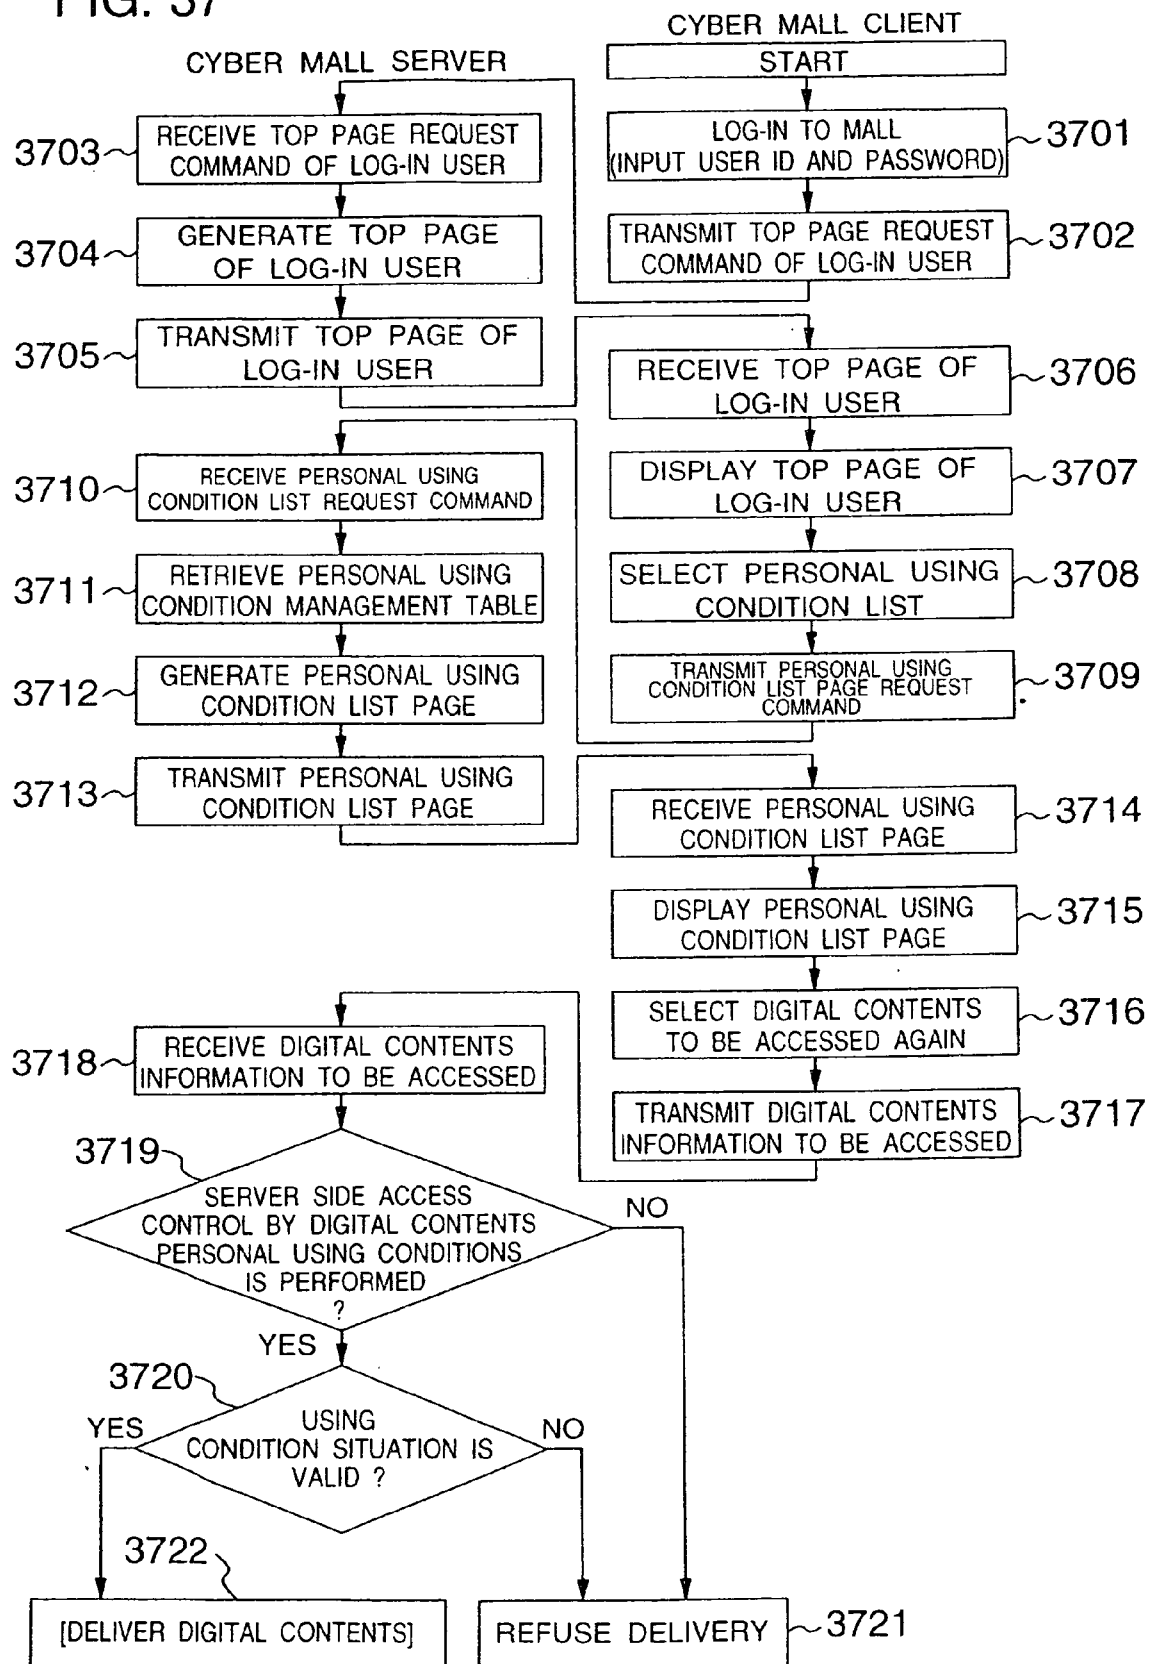 FIG. 37
CYBER MALL CLIENT
START
CYBER MALL SERVER
LOG-IN TO MALL
(INPUT USER ID AND PASSWORD)
3701
TRANSMIT TOP PAGE REQUEST
COMMAND OF LOG-IN USER
3702
3703
RECEIVE TOP PAGE REQUEST
COMMAND OF LOG-IN USER
3704
GENERATE TOP PAGE
OF LOG-IN USER
3705
TRANSMIT TOP PAGE OF
LOG-IN USER
RECEIVE TOP PAGE OF
LOG-IN USER
3706
DISPLAY TOP PAGE OF
LOG-IN USER
3707
SELECT PERSONAL USING
CONDITION LIST
3708
TRANSMIT PERSONAL USING
CONDITION LIST PAGE REQUEST
COMMAND
3709
3710
RECEIVE PERSONAL USING
CONDITION LIST REQUEST COMMAND
3711
RETRIEVE PERSONAL USING
CONDITION MANAGEMENT TABLE
3712
GENERATE PERSONAL USING
CONDITION LIST PAGE
3713
TRANSMIT PERSONAL USING
CONDITION LIST PAGE
RECEIVE PERSONAL USING
CONDITION LIST PAGE
3714
DISPLAY PERSONAL USING
CONDITION LIST PAGE
3715
SELECT DIGITAL CONTENTS
TO BE ACCESSED AGAIN
3716
TRANSMIT DIGITAL CONTENTS
INFORMATION TO BE ACCESSED
3717
3718
RECEIVE DIGITAL CONTENTS
INFORMATION TO BE ACCESSED
3719
SERVER SIDE ACCESS
CONTROL BY DIGITAL CONTENTS
PERSONAL USING CONDITIONS
IS PERFORMED
?
NO
YES
3720
USING
CONDITION SITUATION IS
VALID ?
YES
NO
3722
[DELIVER DIGITAL CONTENTS]
REFUSE DELIVERY
3721